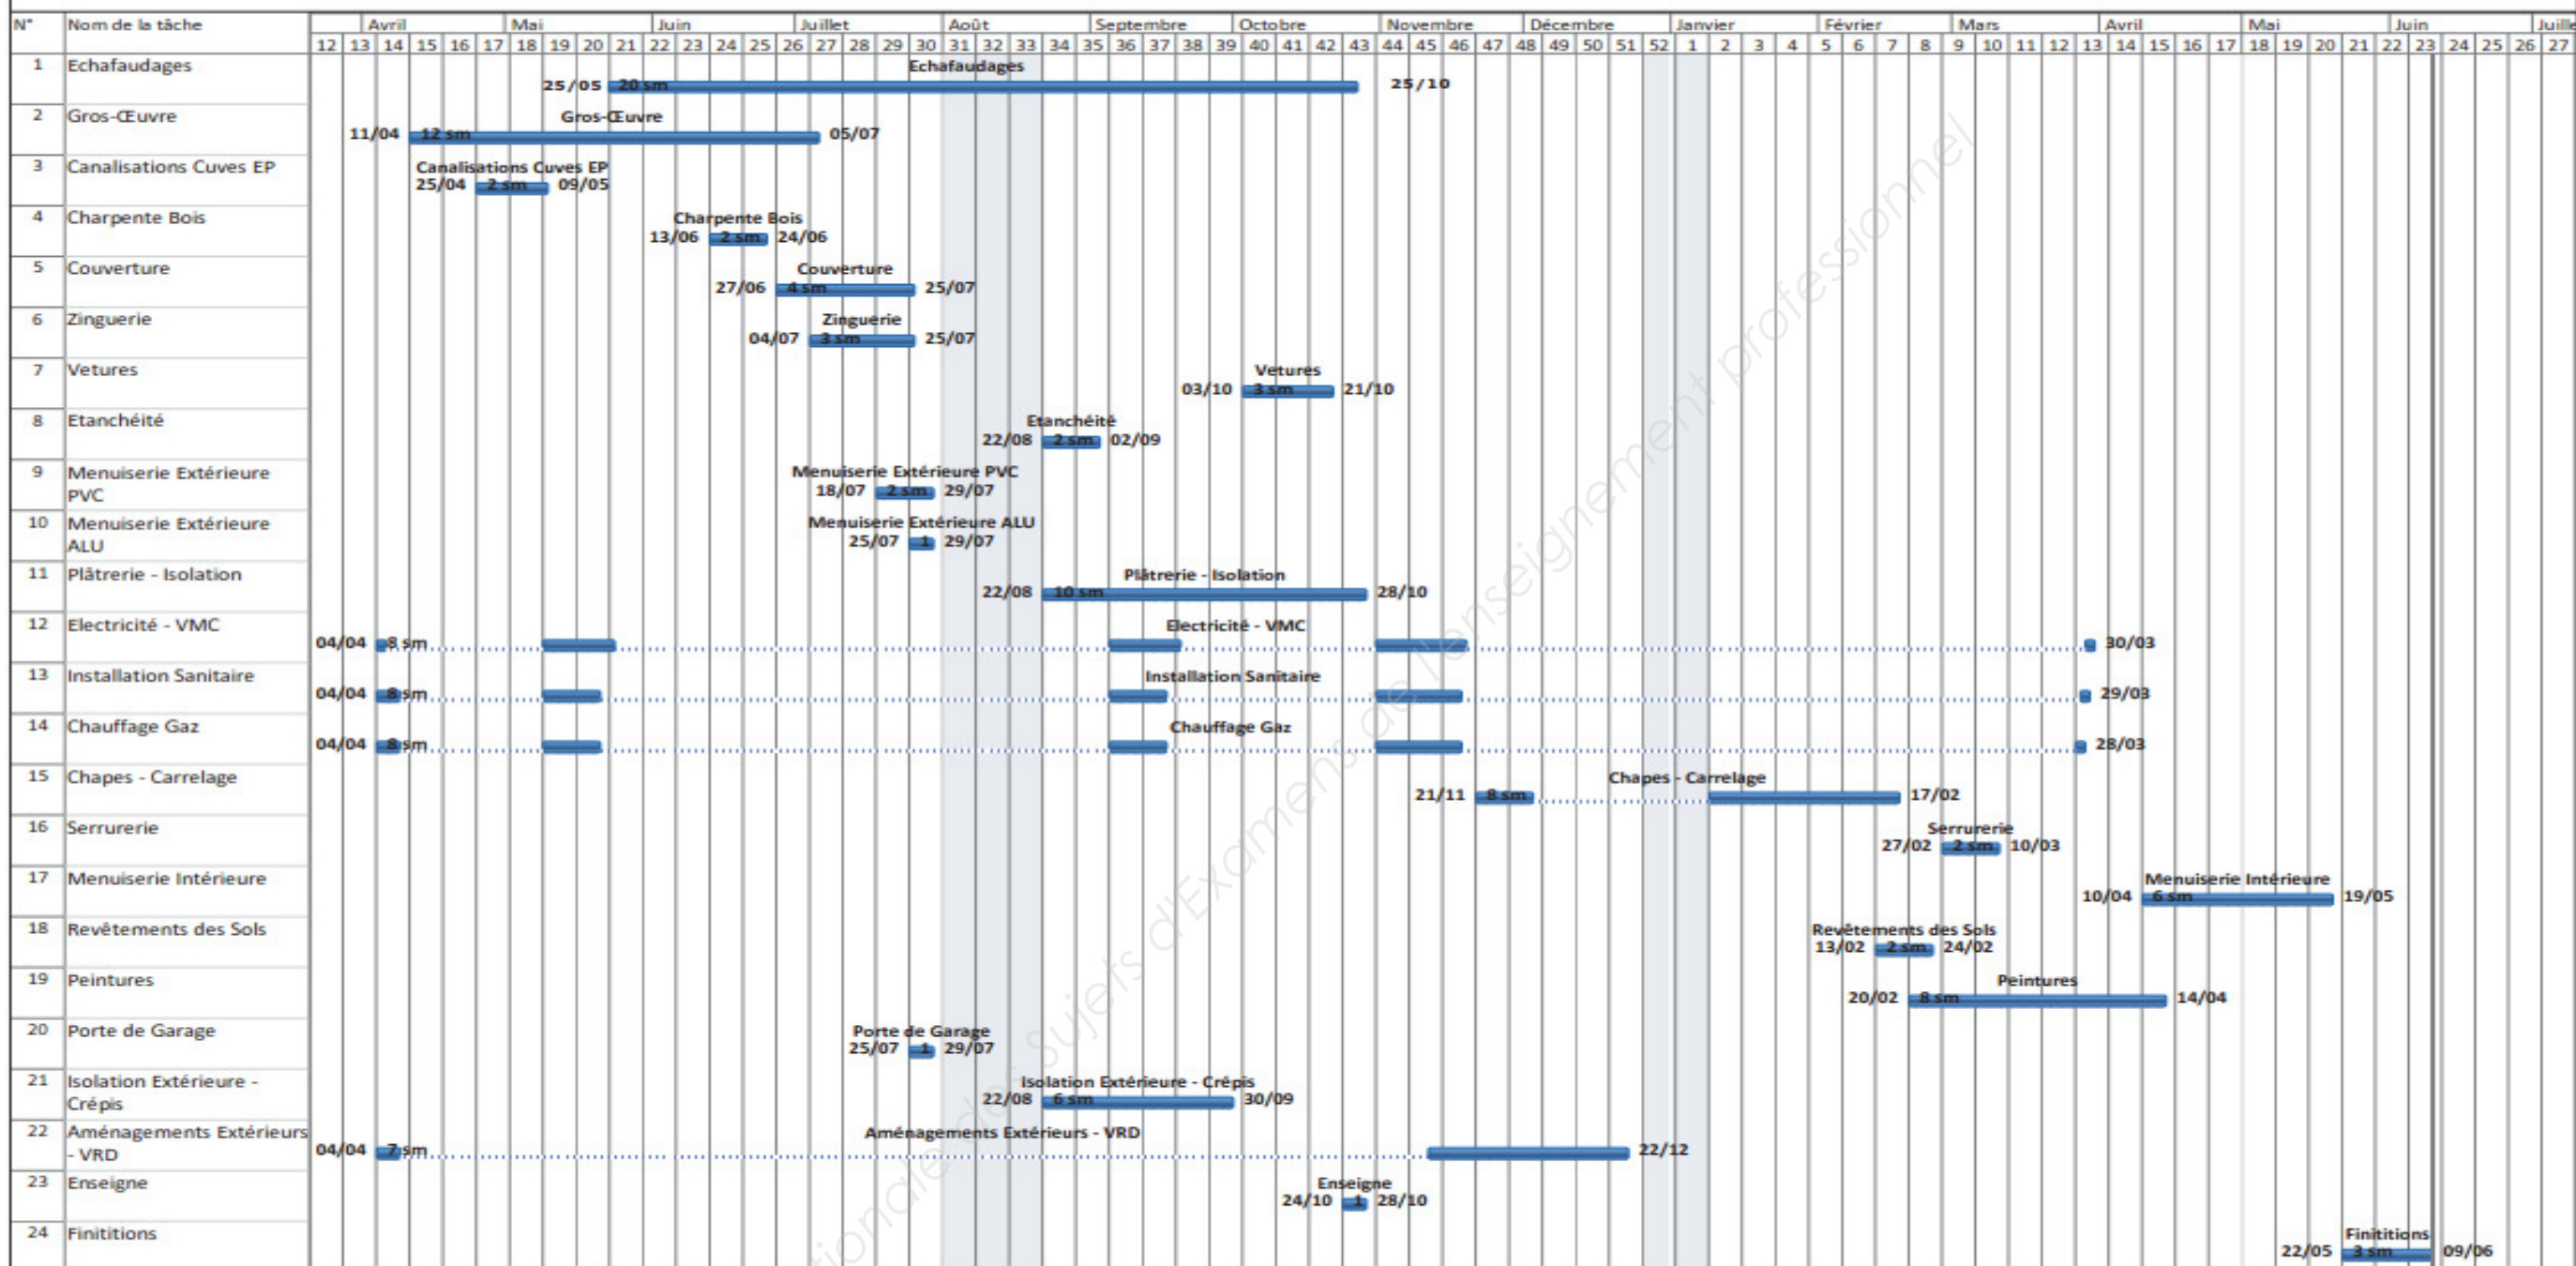 N° Nom de la tâche Avril Mai Juin Juillet Août Septembre Octobre Novembre Décembre Janvier Février Mars Avril Mai Juin Juille
12 13 14 15 16 17 18 19 20 21 22 23 24 25 26 27 28 29 30 31 32 33 34 35 36 37 38 39 40 41 42 43 44 45 46 47 48 49 50 51 52 1 2 3 4 5 6 7 8 9 10 11 12 13 14 15 16 17 18 19 20 21 22 23 24 25 26 27
1 Echafaudages Echafaudages
25/05 20 sm 25/10
2 Gros-Œuvre Gros-Œuvre
11/04 12 sm 05/07
3 Canalisations Cuves EP Canalisations Cuves EP
25/04 2 sm 09/05
4 Charpente Bois Charpente Bois
13/06 2 sm 24/06
5 Couverture Couverture
27/06 4 sm 25/07
6 Zinguerie Zinguerie
04/07 3 sm 25/07
7 Vetures Vetures
03/10 3 sm 21/10
8 Etanchéité Etanchéité
22/08 2 sm 02/09
9 Menuiserie Extérieure Menuiserie Extérieure PVC
PVC 18/07 2 sm 29/07
10 Menuiserie Extérieure Menuiserie Extérieure ALU
ALU 25/07 1 29/07
11 Plâtrerie - Isolation Plâtrerie - Isolation
22/08 10 sm 28/10
12 Electricité - VMC Electricité - VMC
04/04 8 sm 30/03
13 Installation Sanitaire Installation Sanitaire
04/04 8 sm 29/03
14 Chauffage Gaz Chauffage Gaz
04/04 8 sm 28/03
15 Chapes - Carrelage Chapes - Carrelage
21/11 8 sm 17/02
16 Serrurerie Serrurerie
27/02 2 sm 10/03
17 Menuiserie Intérieure Menuiserie Intérieure
10/04 6 sm 19/05
18 Revêtements des Sols Revêtements des Sols
13/02 2 sm 24/02
19 Peintures Peintures
20/02 8 sm 14/04
20 Porte de Garage Porte de Garage
25/07 1 29/07
21 Isolation Extérieure - Isolation Extérieure - Crépis
Crépis 22/08 6 sm 30/09
22 Aménagements Extérieurs Aménagements Extérieurs - VRD
- VRD 04/04 7 sm 22/12
23 Enseigne Enseigne
24/10 1 28/10
24 Finititions Finititions
22/05 3 sm 09/06
tionale des sujets d'Examens de l'enseignement professionnel